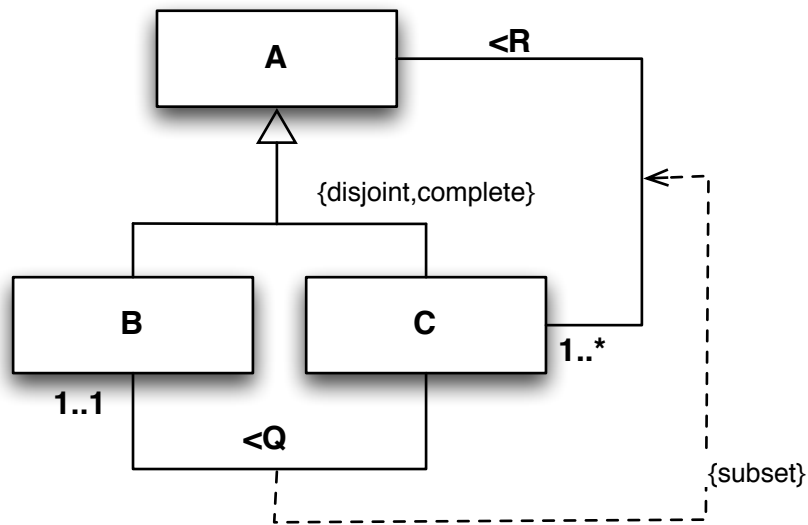 A
<R
{disjoint,complete}
B
C
1..*
1..1
<Q
{subset}